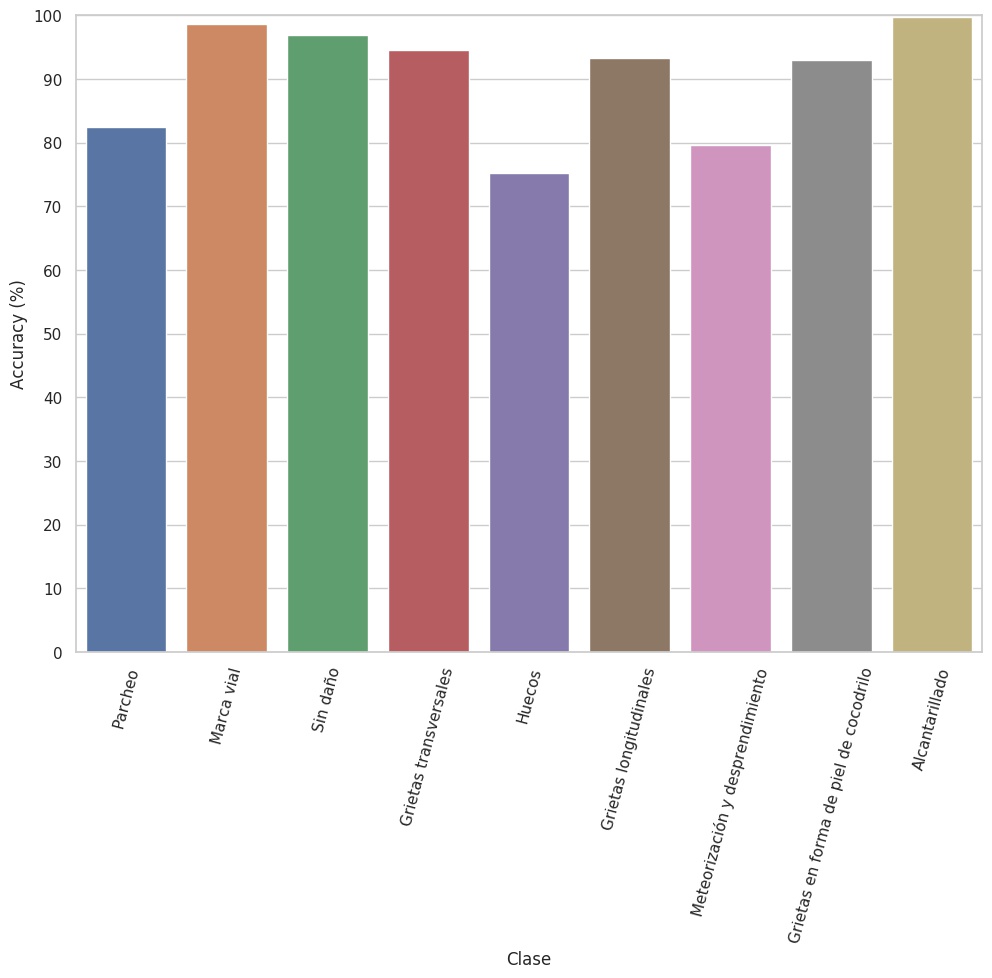 100
90
80
70
60
50
40
30
20
10
0
Accuracy (%)
Parcheo
Marca vial
Sin daño
Grietas transversales
Huecos
Grietas longitudinales
Meteorización y desprendimiento
Grietas en forma de piel de cocodrilo
Alcantarillado
Clase